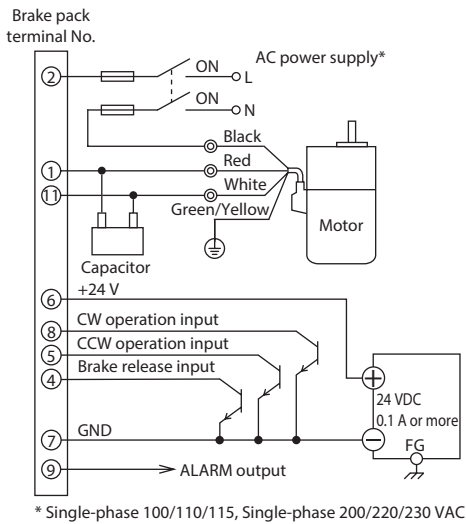 Brake pack
terminal No.
AC power supply*
2
ON
L
ON
N
Black
1
Red
11
White
Green/Yellow
Motor
Capacitor
6
+24 V
8
CW operation input
5
CCW operation input
4
Brake release input
24 VDC
0.1 A or more
7
GND
FG
9
ALARM output
* Single-phase 100/110/115, Single-phase 200/220/230 VAC